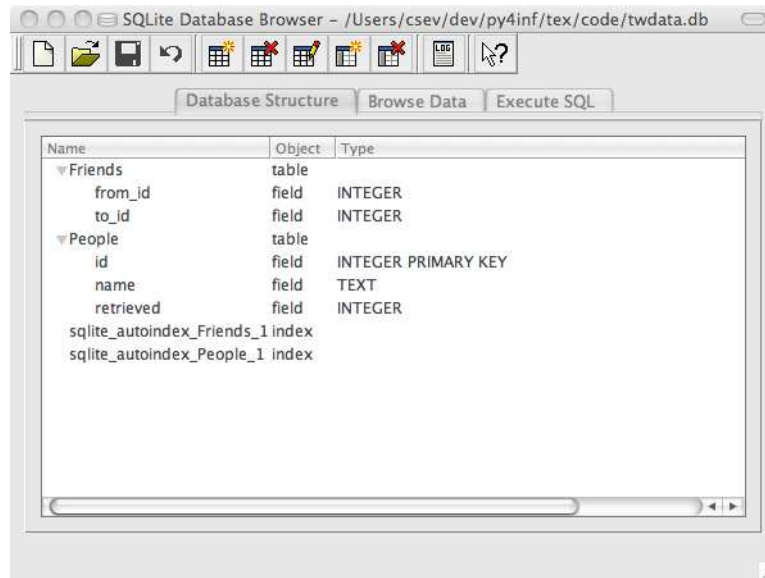 SQLite Database Browser – /Users/csev/dev/py4inf/tex/code/twdata.db
LOG
?
Database Structure Browse Data Execute SQL
Name Object Type
Friends table
from_id field INTEGER
to_id field INTEGER
People table
id field INTEGER PRIMARY KEY
name field TEXT
retrieved field INTEGER
sqlite_autoindex_Friends_1 index
sqlite_autoindex_People_1 index